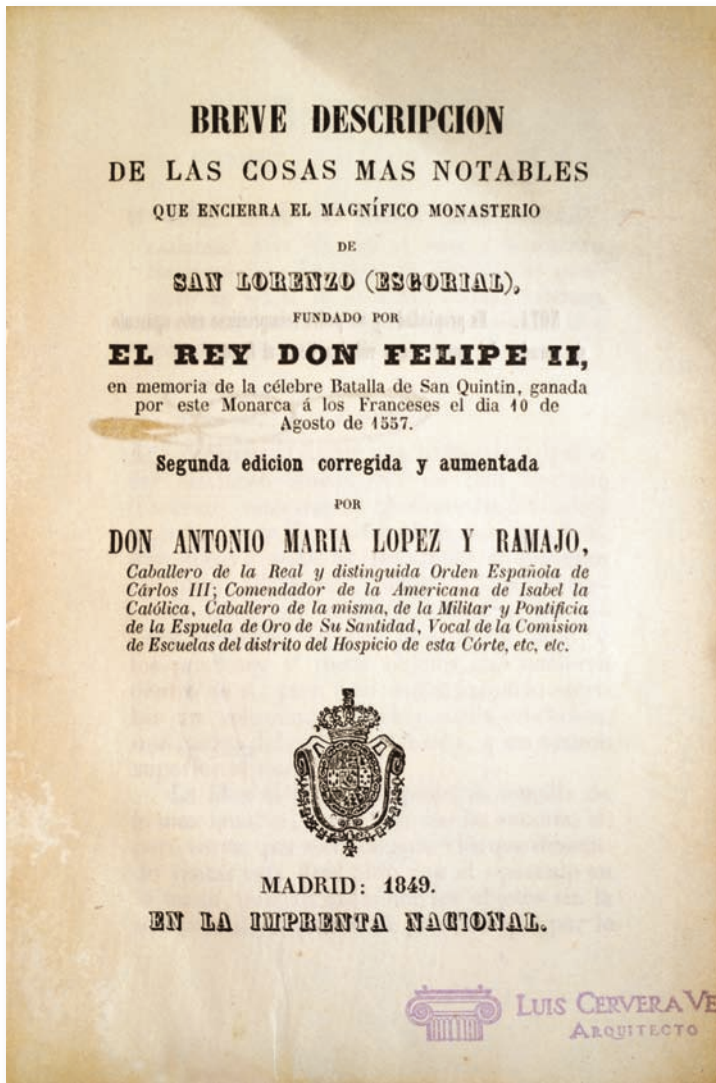 BREVE DESCRIPCION
DE LAS COSAS MAS NOTABLES
QUE ENCIERRA EL MAGNÍFICO MONASTERIO
DE
SAN LORENZO (ESCORIAL),
FUNDADO POR
EL REY DON FELIPE II,
en memoria de la célebre Batalla de San Quintin, ganada
por este Monarca á los Franceses el dia 10 de
Agosto de 1557.
Segunda edicion corregida y aumentada
POR
DON ANTONIO MARIA LOPEZ Y RAMAJO,
Caballero de la Real y distinguida Orden Española de
Cárlos III; Comendador de la Americana de Isabel la
Católica, Caballero de la misma, de la Militar y Pontificia
de la Espuela de Oro de Su Santidad, Vocal de la Comision
de Escuelas del distrito del Hospicio de esta Córte, etc, etc.
MADRID: 1849.
EN LA IMPRENTA NACIONAL.
LUIS CERVERA VE
ARQUITECTO